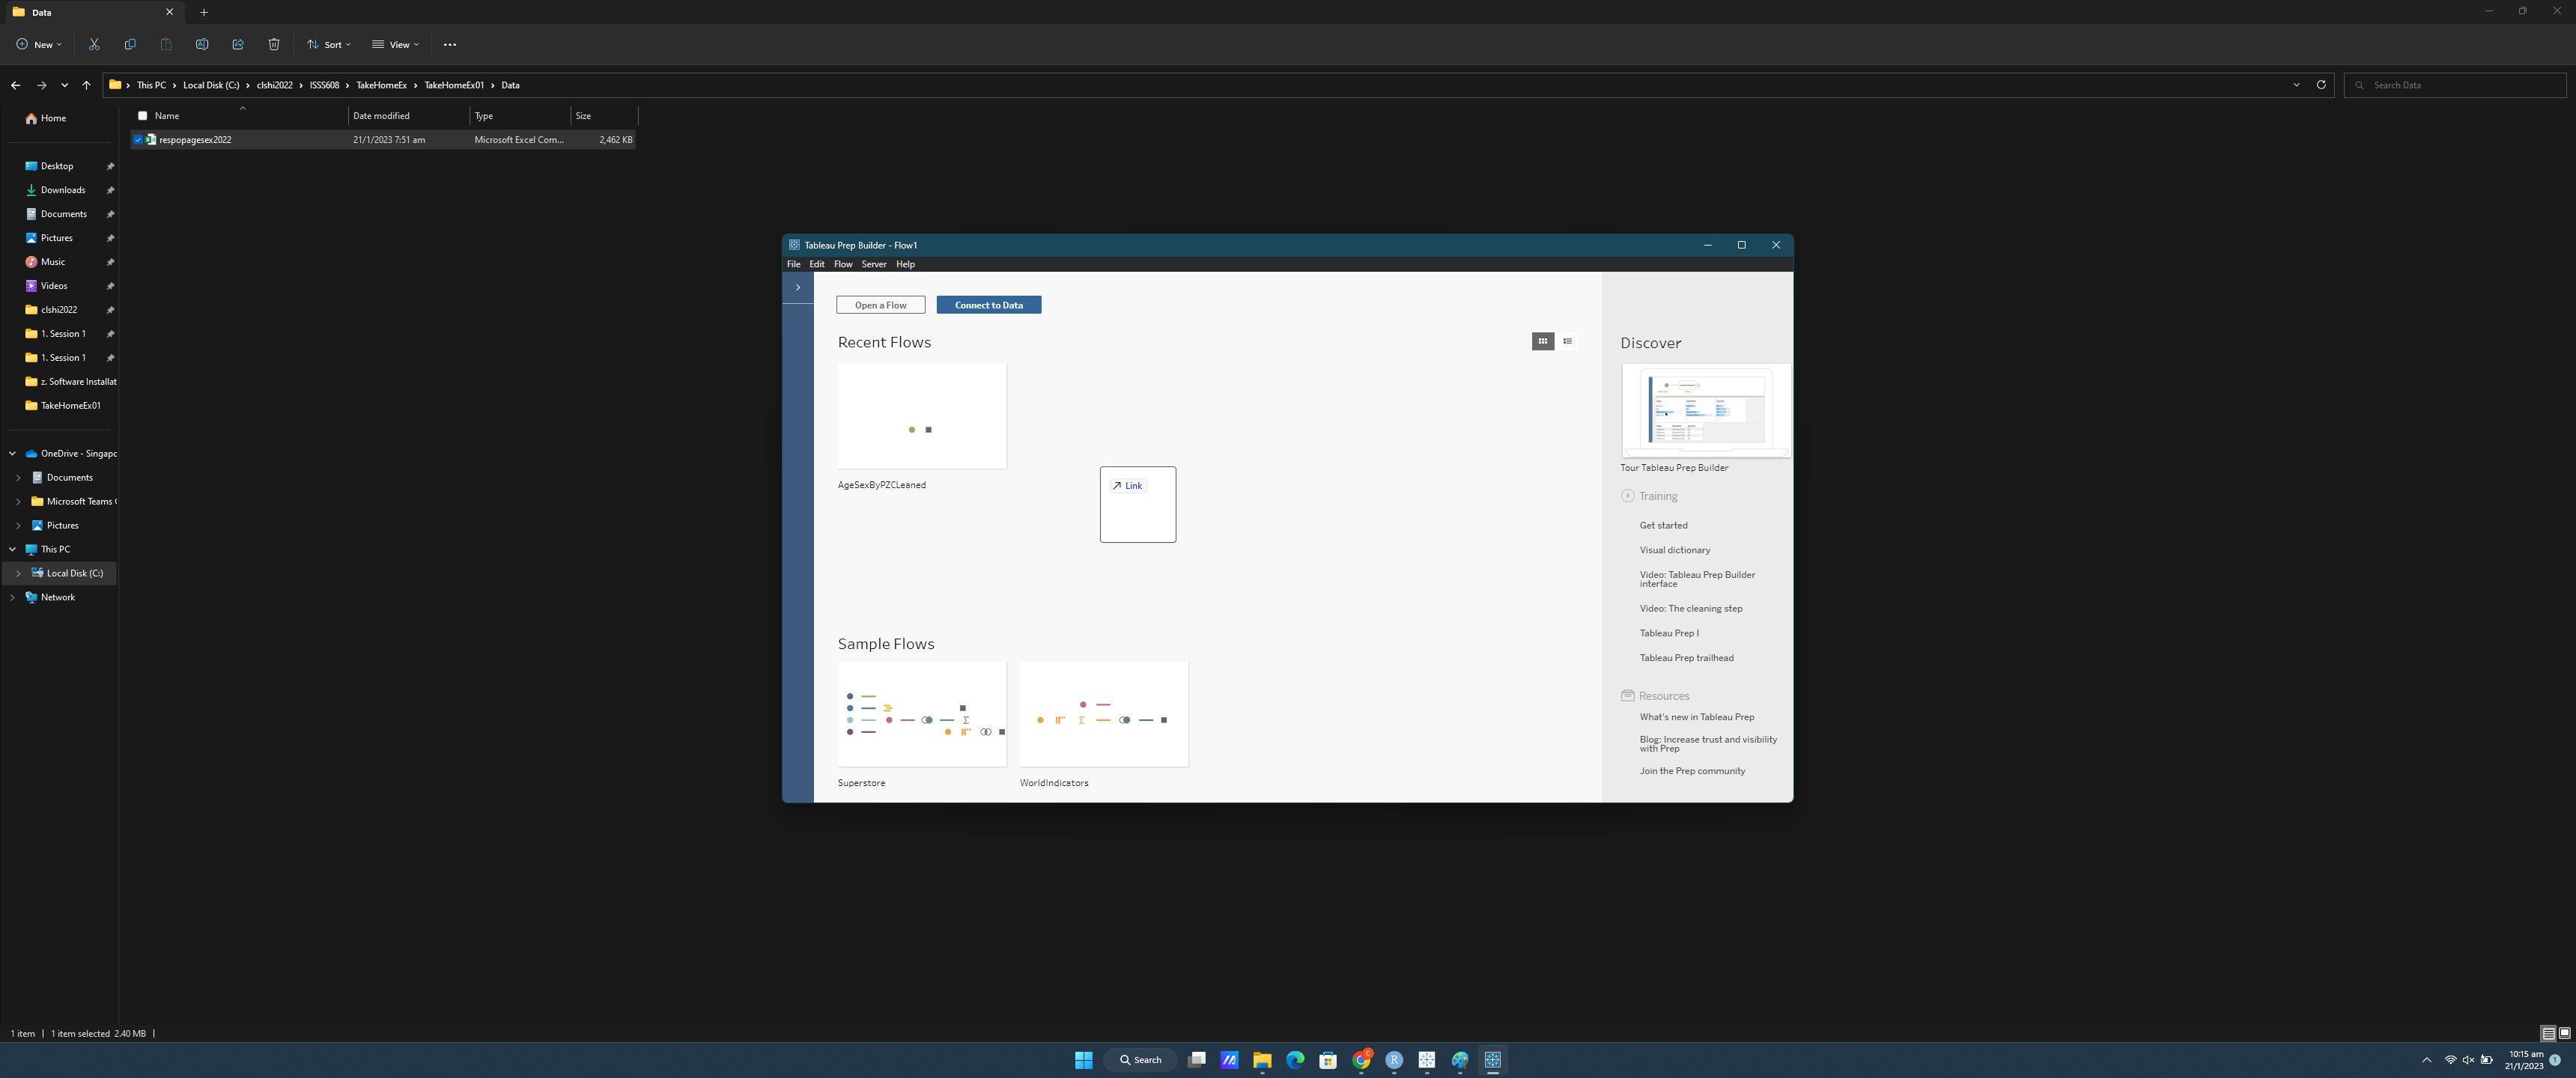 Data
New
Sort
View
This PC
Local Disk (C:)
clshi2022
ISSS608
TakeHomeEx
TakeHomeEx01
Data
Search Data
Home
Name
Date modified
Type
Size
respopagesex2022
21/1/2023 7:51 am
Microsoft Excel Com...
2,462 KB
Desktop
Downloads
Documents
Pictures
Music
Videos
clshi2022
1. Session 1
1. Session 1
z. Software Installat
TakeHomeEx01
OneDrive - Singapo
Documents
Microsoft Teams
Pictures
This PC
Local Disk (C:)
Network
Tableau Prep Builder - Flow1
File Edit Flow Server Help
Open a Flow
Connect to Data
Recent Flows
AgeSexByPZCLeaned
Link
Sample Flows
Superstore
WorldIndicators
Discover
Tour Tableau Prep Builder
Training
Get started
Visual dictionary
Video: Tableau Prep Builder
interface
Video: The cleaning step
Tableau Prep I
Tableau Prep trailhead
Resources
What's new in Tableau Prep
Blog: Increase trust and visibility
with Prep
Join the Prep community
1 item
1 item selected 2.40 MB
Search
10:15 am
21/1/2023
1